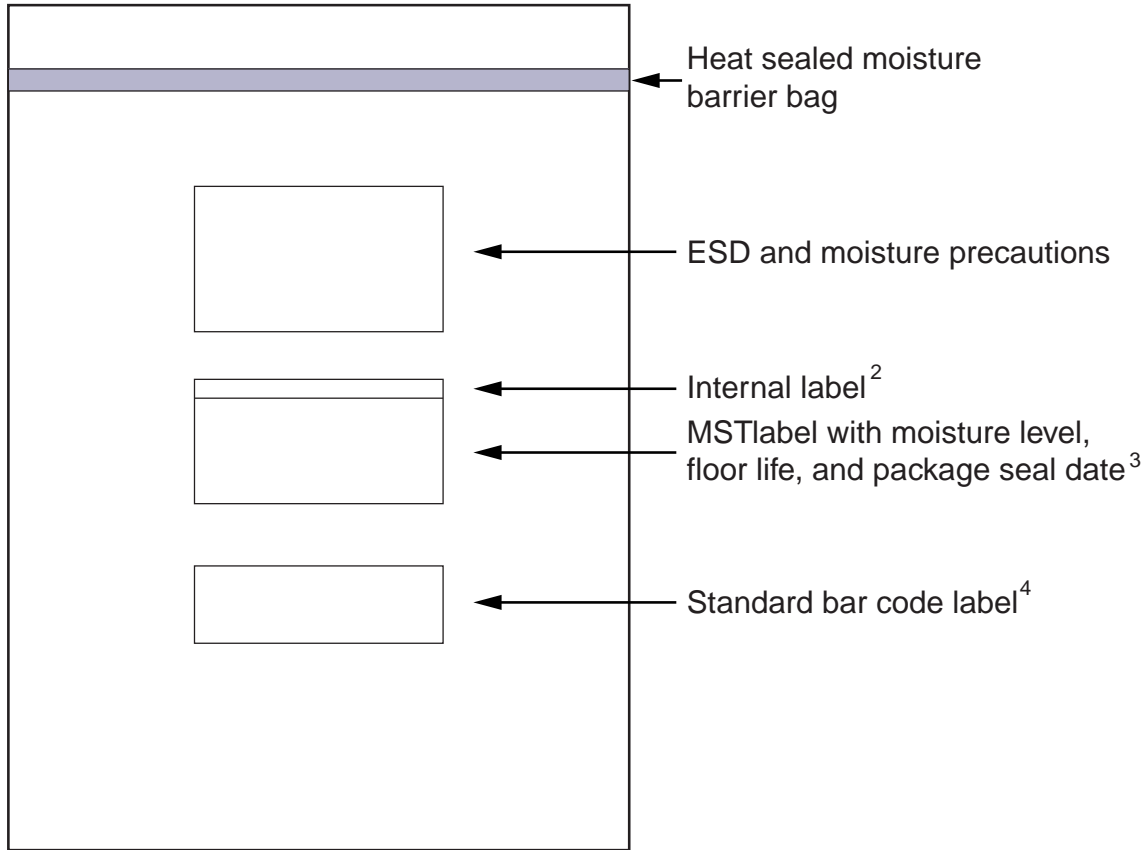 Heat sealed moisture
barrier bag
ESD and moisture precautions
Internal label²
MSTlabel with moisture level,
floor life, and package seal date³
Standard bar code label⁴